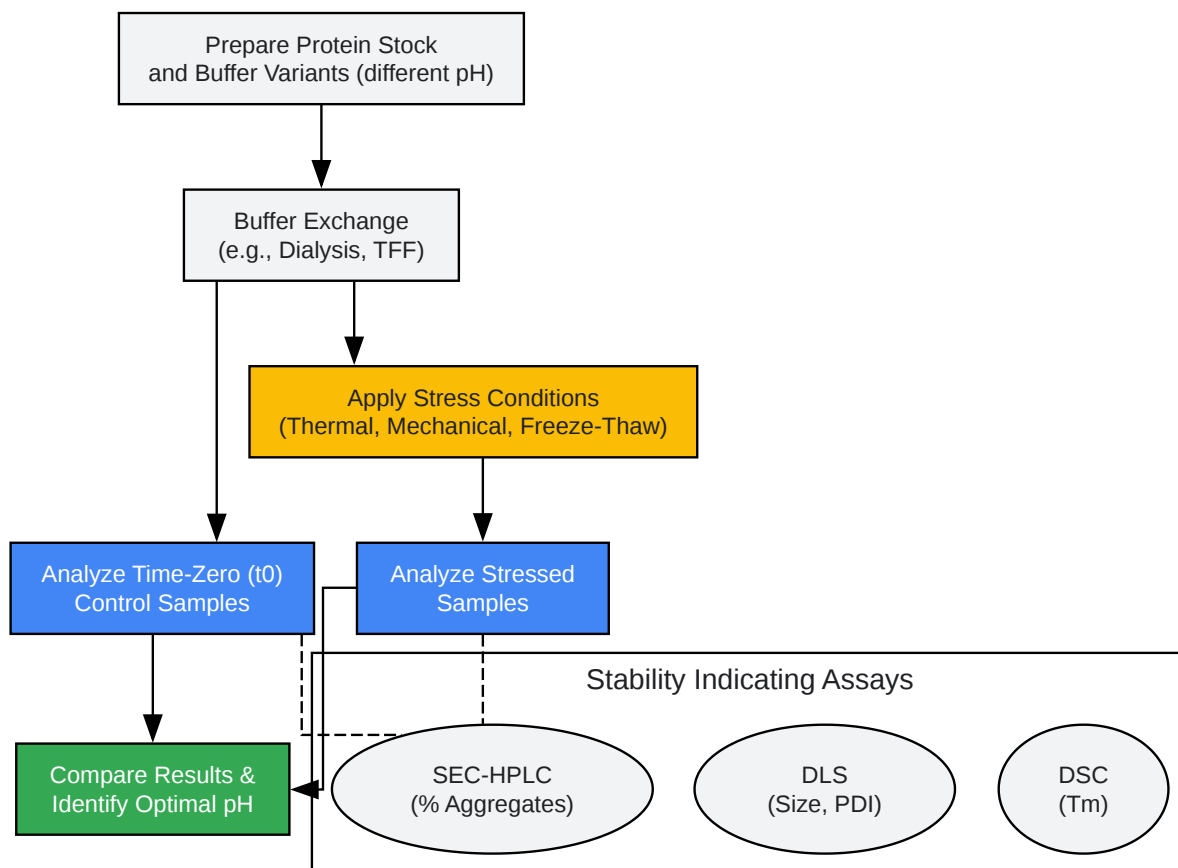 Prepare Protein Stock
and Buffer Variants (different pH)
Buffer Exchange
(e.g., Dialysis, TFF)
Apply Stress Conditions
(Thermal, Mechanical, Freeze-Thaw)
Analyze Time-Zero (t0)
Control Samples
Analyze Stressed
Samples
Stability Indicating Assays
Compare Results &
Identify Optimal pH
SEC-HPLC
(% Aggregates)
DLS
(Size, PDI)
DSC
(Tm)